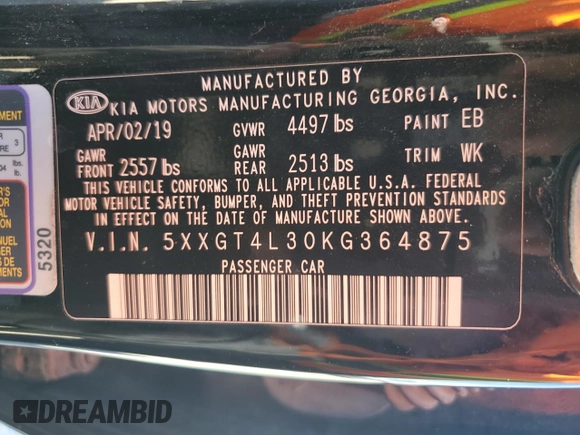 MANUFACTURED BY
KIA KIA MOTORS MANUFACTURING GEORGIA, INC.
APR/02/19 GVWR 4497 lbs PAINT EB
GAWR FRONT 2557 lbs GAWR REAR 2513 lbs TRIM WK
THIS VEHICLE CONFORMS TO ALL APPLICABLE U.S.A. FEDERAL
MOTOR VEHICLE SAFETY, BUMPER, AND THEFT PREVENTION STANDARDS
IN EFFECT ON THE DATE OF MANUFACTURE SHOWN ABOVE.
V.I.N. 5XXGT4L30KG364875
PASSENGER CAR
5320
3
lbs.
DREAMBID